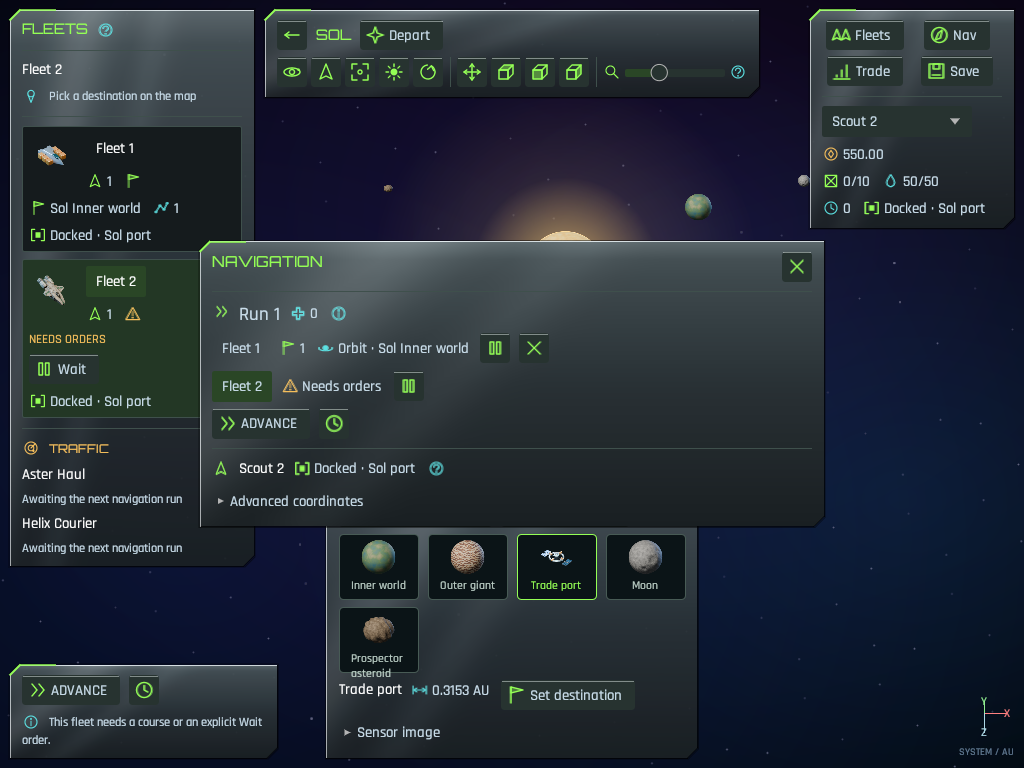 FLEETS
Fleet 2
Pick a destination on the map
Fleet 1
1
Sol Inner world 1
Docked · Sol port
Fleet 2
1
NEEDS ORDERS
Wait
Docked · Sol port
TRAFFIC
Aster Haul
Awaiting the next navigation run
Helix Courier
Awaiting the next navigation run
SOL Depart
Fleets Nav
Trade Save
Scout 2
550.00
0/10 50/50
0 Docked · Sol port
NAVIGATION
Run 1 0
Fleet 1 1 Orbit · Sol Inner world
Fleet 2 Needs orders
ADVANCE
Scout 2 Docked · Sol port
Advanced coordinates
Inner world Outer giant Trade port Moon
Prospector
asteroid
Trade port 0.3153 AU Set destination
Sensor image
ADVANCE
This fleet needs a course or an explicit Wait
order.
Y
X
Z
SYSTEM / AU